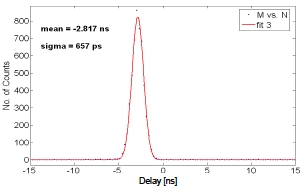 M vs. N
fit 3
mean = -2.817 ns
sigma = 657 ps
No. of Counts
800
700
600
500
400
300
200
100
0
-15 -10 -5 0 5 10 15
Delay [ns]